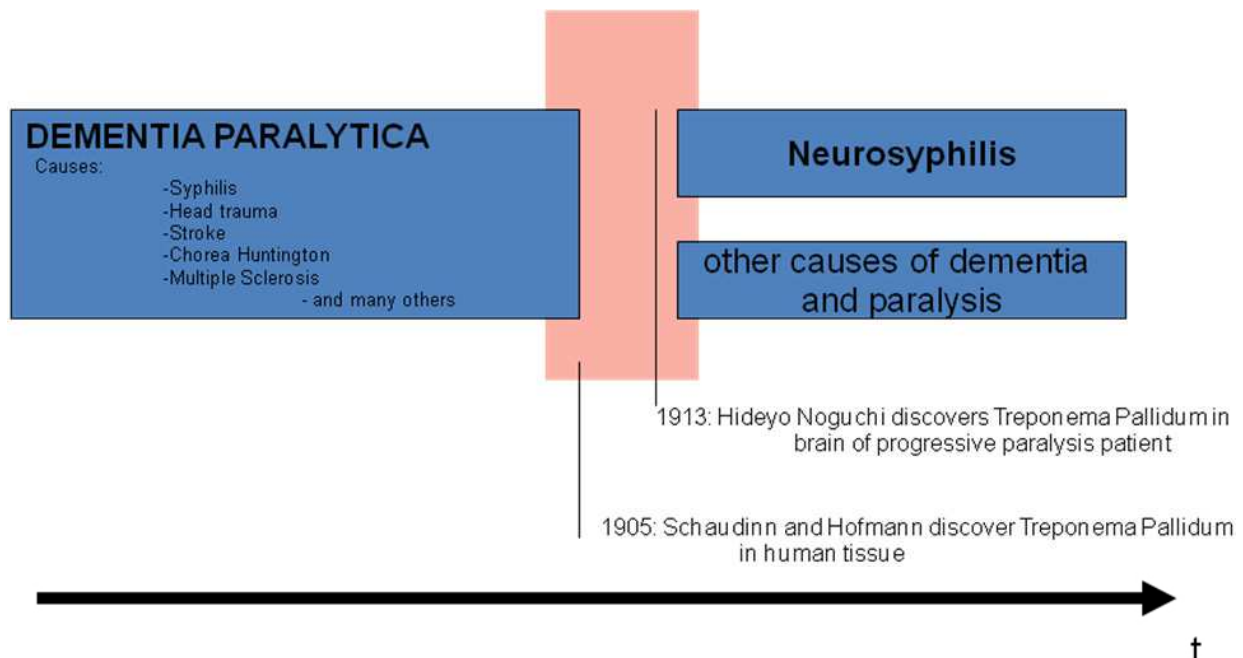 DEMENTIA PARALYTICA
Causes:
-Syphilis
-Head trauma
-Stroke
-Chorea Huntington
-Multiple Sclerosis
- and many others
Neurosyphilis
other causes of dementia
and paralysis
1913: Hideyo Noguchi discovers Treponema Pallidum in
brain of progressive paralysis patient
1905: Schaudinn and Hofmann discover Treponema Pallidum
in human tissue
t